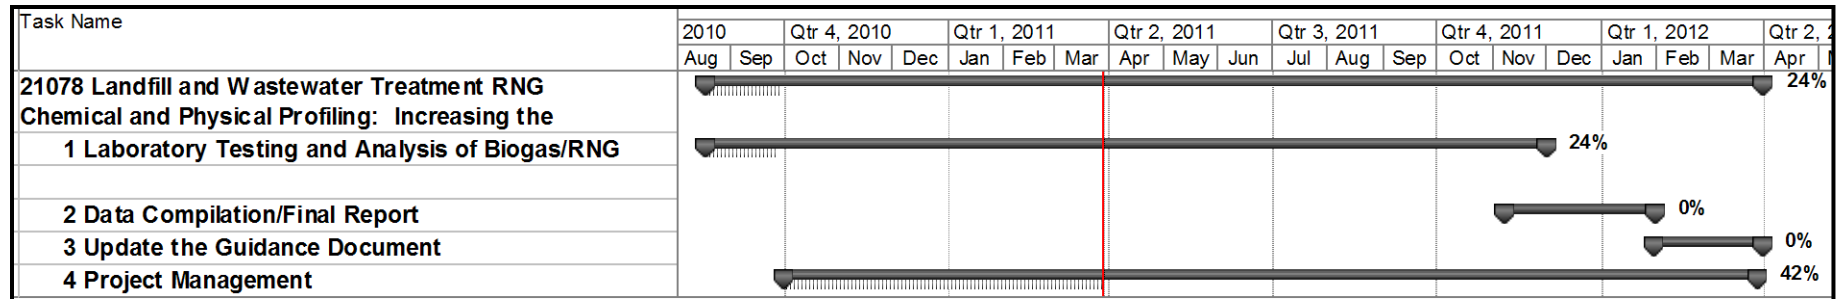 Task Name
2010 Qtr 4, 2010 Qtr 1, 2011 Qtr 2, 2011 Qtr 3, 2011 Qtr 4, 2011 Qtr 1, 2012 Qtr 2,
Aug Sep Oct Nov Dec Jan Feb Mar Apr May Jun Jul Aug Sep Oct Nov Dec Jan Feb Mar Apr
21078 Landfill and Wastewater Treatment RNG 24%
Chemical and Physical Profiling: Increasing the
1 Laboratory Testing and Analysis of Biogas/RNG 24%
2 Data Compilation/Final Report 0%
3 Update the Guidance Document 0%
4 Project Management 42%